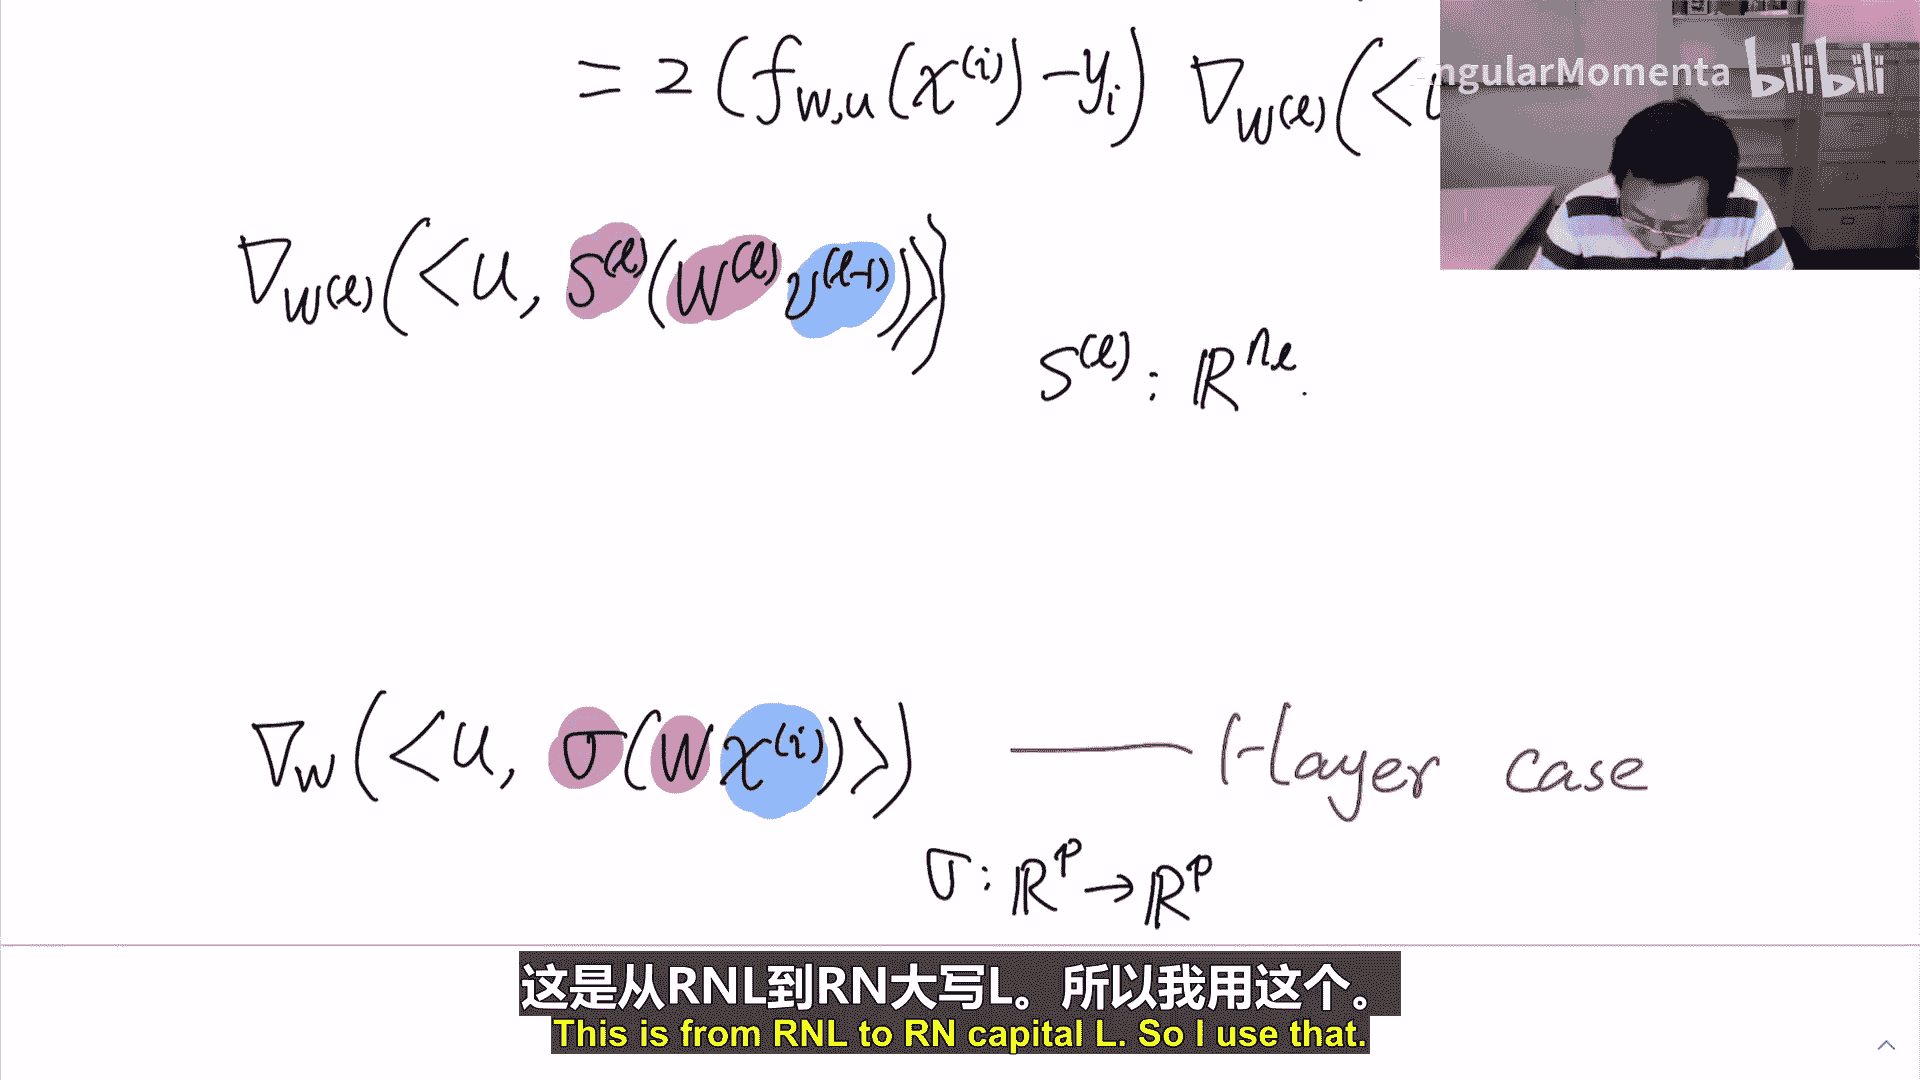 = 2 (f_{W,u}(x^{(i)}) - y_i) ∇_{W^{(ℓ)}}(<
ngularMomenta bilibili
∇_{W^{(ℓ)}}(<u, S^{(ℓ)}(W^{(ℓ)} v^{(ℓ-1)})>)
S^{(ℓ)} : ℝ^{n_ℓ}
∇_W(<u, σ(W x^{(i)})>) — 1-layer case
σ : ℝ^p → ℝ^p
这是从RNL到RN大写L。所以我用这个。
This is from RNL to RN capital L. So I use that.